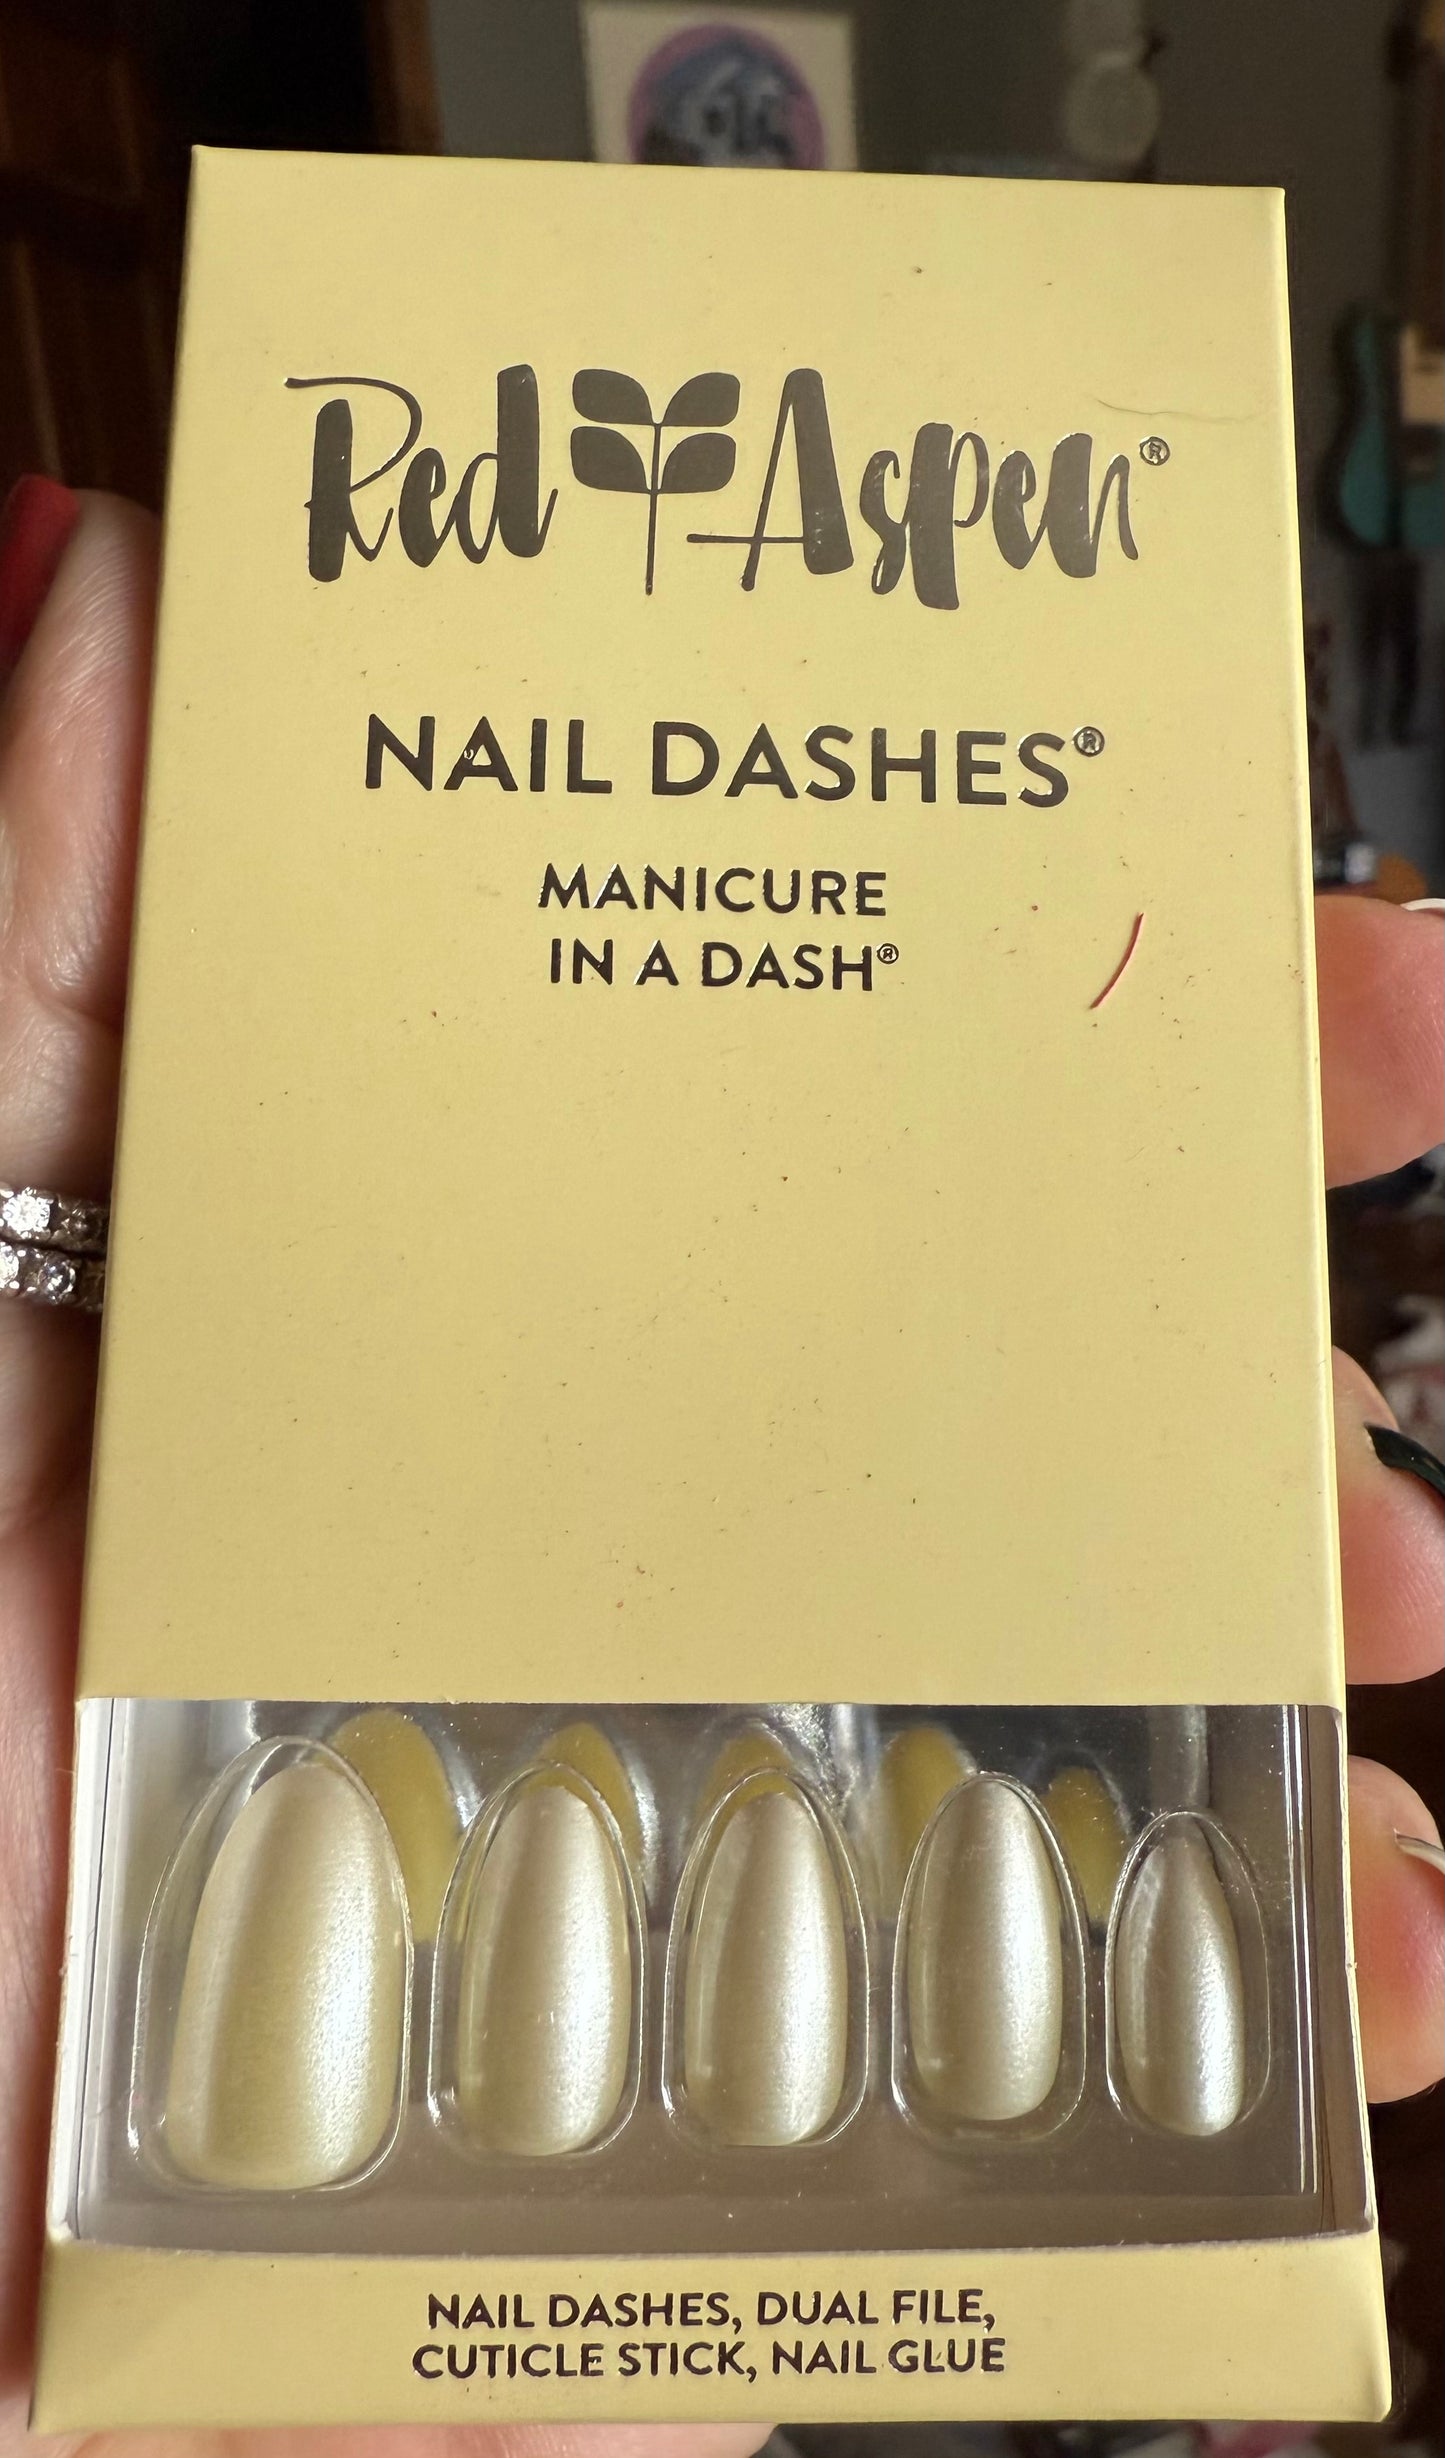 Red Aspen®
NAIL DASHES®
MANICURE
IN A DASH®
NAIL DASHES, DUAL FILE,
CUTICLE STICK, NAIL GLUE